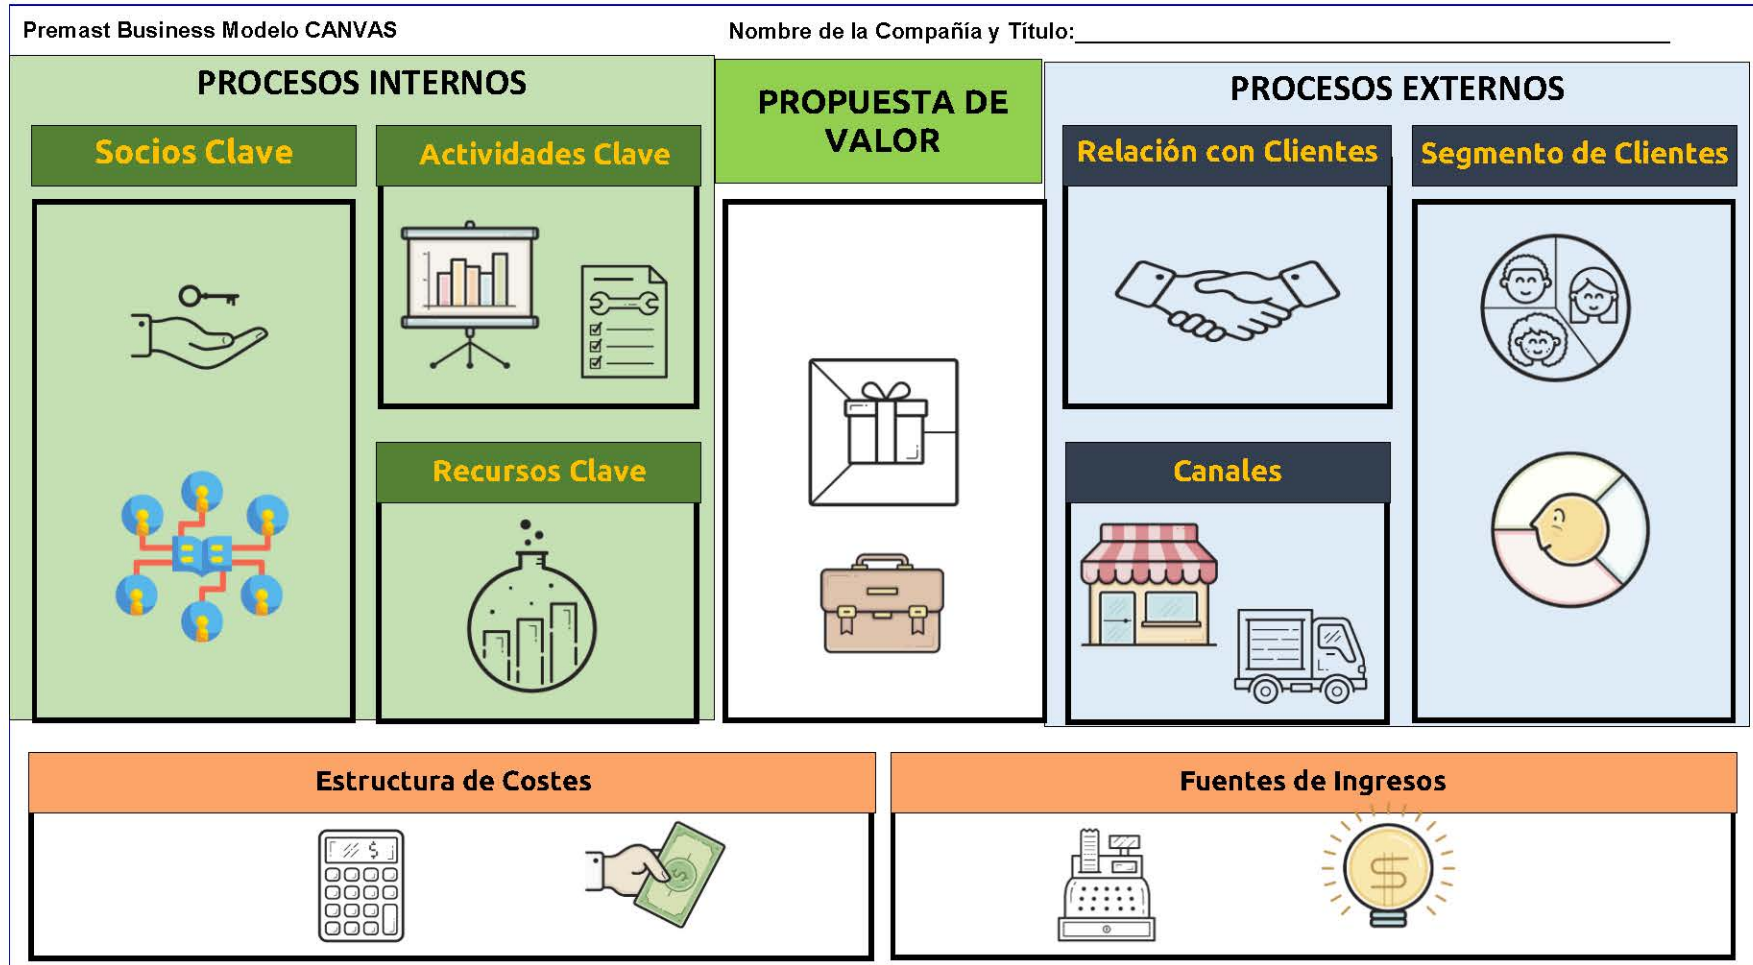 Premast Business Modelo CANVAS
Nombre de la Compañía y Título:
PROCESOS INTERNOS
Socios Clave
Actividades Clave
Recursos Clave
PROPUESTA DE
VALOR
PROCESOS EXTERNOS
Relación con Clientes
Segmento de Clientes
Canales
Estructura de Costes
$
Fuentes de Ingresos